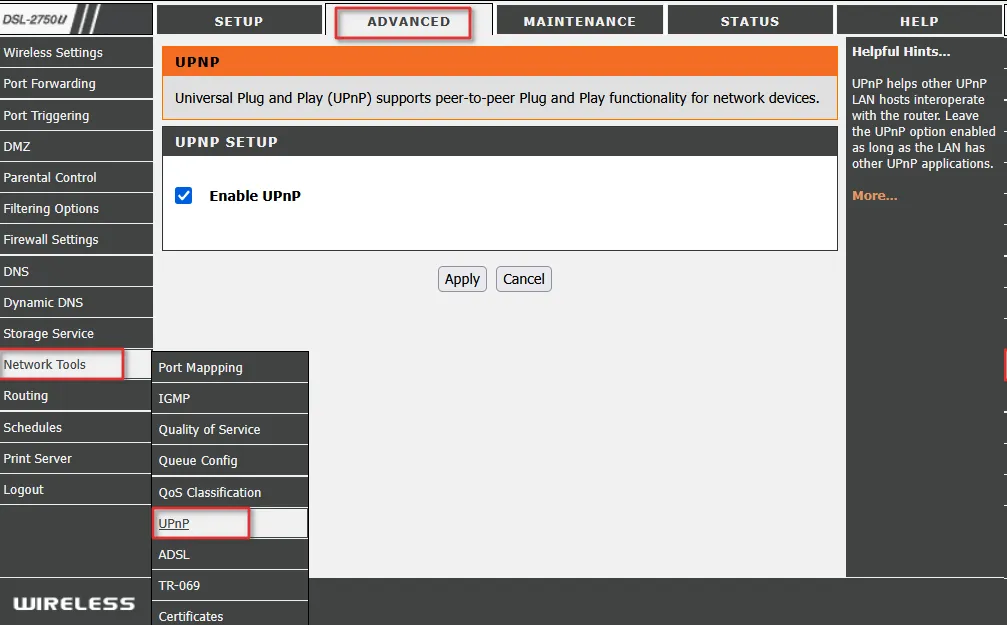 DSL-2750U
SETUP
ADVANCED
MAINTENANCE
STATUS
HELP
Wireless Settings
Port Forwarding
Port Triggering
DMZ
Parental Control
Filtering Options
Firewall Settings
DNS
Dynamic DNS
Storage Service
Network Tools
Routing
Schedules
Print Server
Logout
Port Mappping
IGMP
Quality of Service
Queue Config
QoS Classification
UPnP
ADSL
TR-069
Certificates
UPNP
Universal Plug and Play (UPnP) supports peer-to-peer Plug and Play functionality for network devices.
UPNP SETUP
Enable UPnP
Apply
Cancel
Helpful Hints...
UPnP helps other UPnP
LAN hosts interoperate
with the router. Leave
the UPnP option enabled
as long as the LAN has
other UPnP applications.
More...
WIRELESS